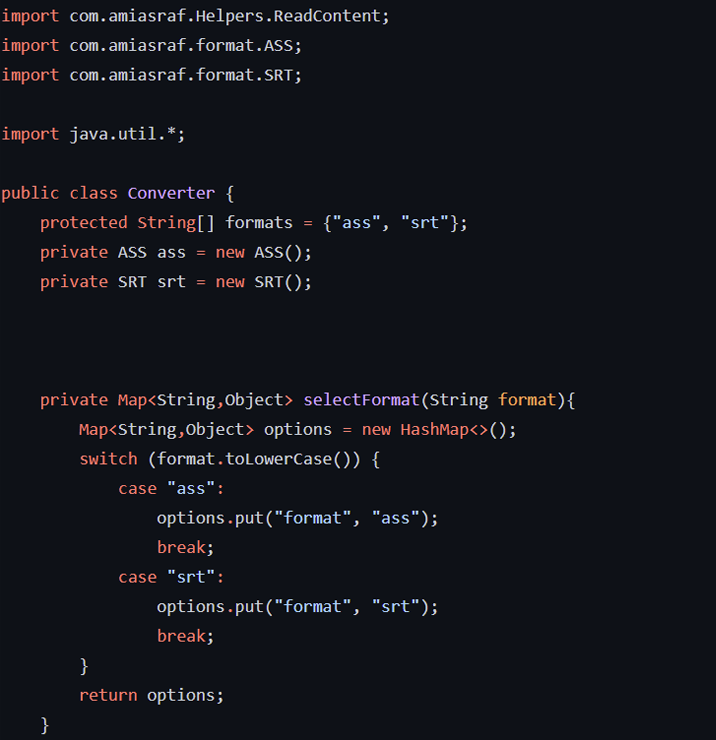 import com.amiasraf.Helpers.ReadContent;
import com.amiasraf.format.ASS;
import com.amiasraf.format.SRT;

import java.util.*;

public class Converter {
    protected String[] formats = {"ass", "srt"};
    private ASS ass = new ASS();
    private SRT srt = new SRT();



    private Map<String,Object> selectFormat(String format){
        Map<String,Object> options = new HashMap<>();
        switch (format.toLowerCase()) {
            case "ass":
                options.put("format", "ass");
                break;
            case "srt":
                options.put("format", "srt");
                break;
        }
        return options;
    }